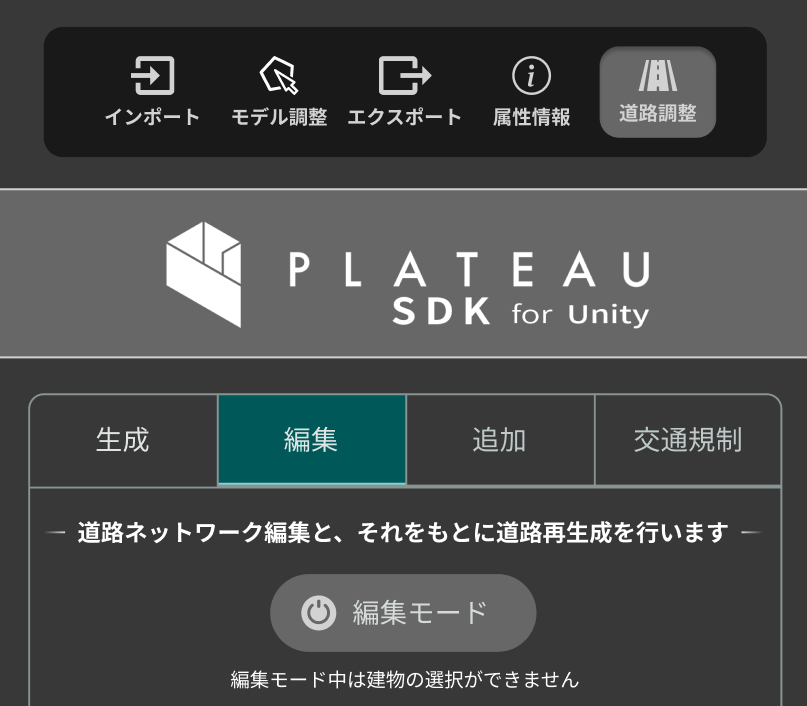 インポート モデル調整 エクスポート 属性情報 道路調整
PLATEAU
SDK for Unity
生成 編集 追加 交通規制
道路ネットワーク編集と、それをもとに道路再生成を行います
編集モード
編集モード中は建物の選択ができません